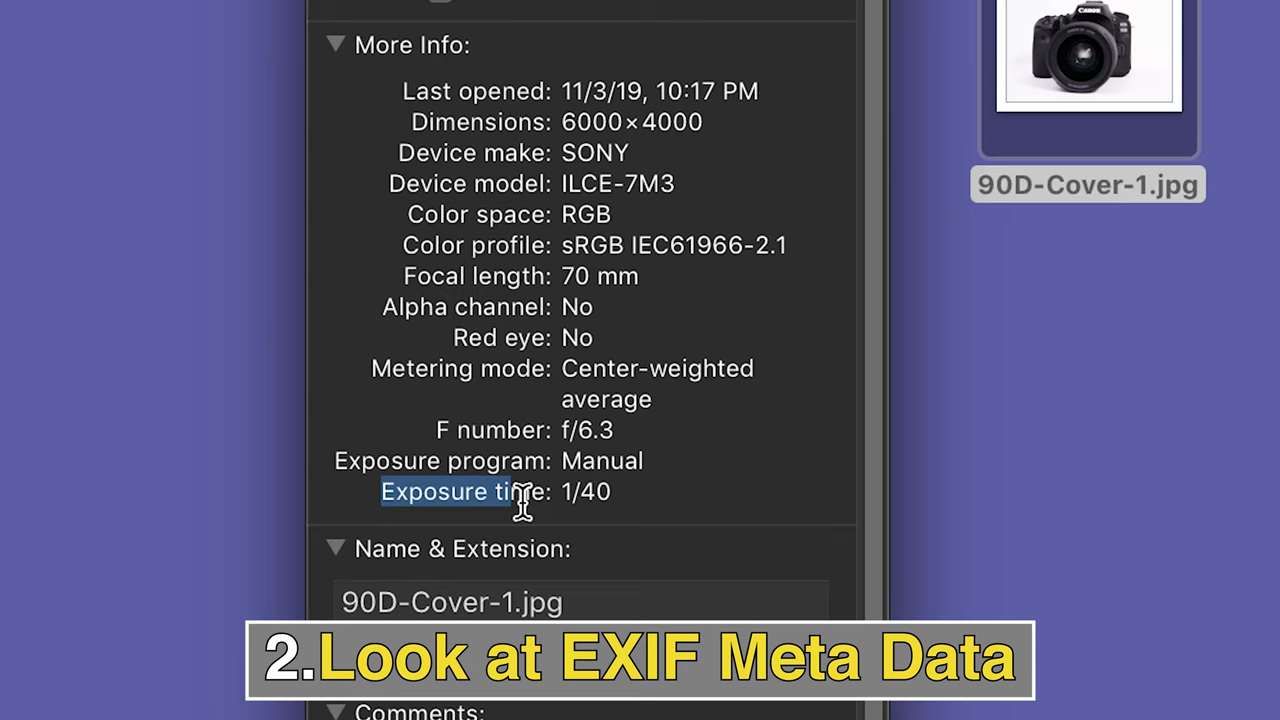 More Info:
Last opened: 11/3/19, 10:17 PM
Dimensions: 6000×4000
Device make: SONY
Device model: ILCE-7M3
Color space: RGB
Color profile: sRGB IEC61966-2.1
Focal length: 70 mm
Alpha channel: No
Red eye: No
Metering mode: Center-weighted
average
F number: f/6.3
Exposure program: Manual
Exposure time: 1/40
Name & Extension:
90D-Cover-1.jpg
2.Look at EXIF Meta Data
Comments:
Canon
90D-Cover-1.jpg